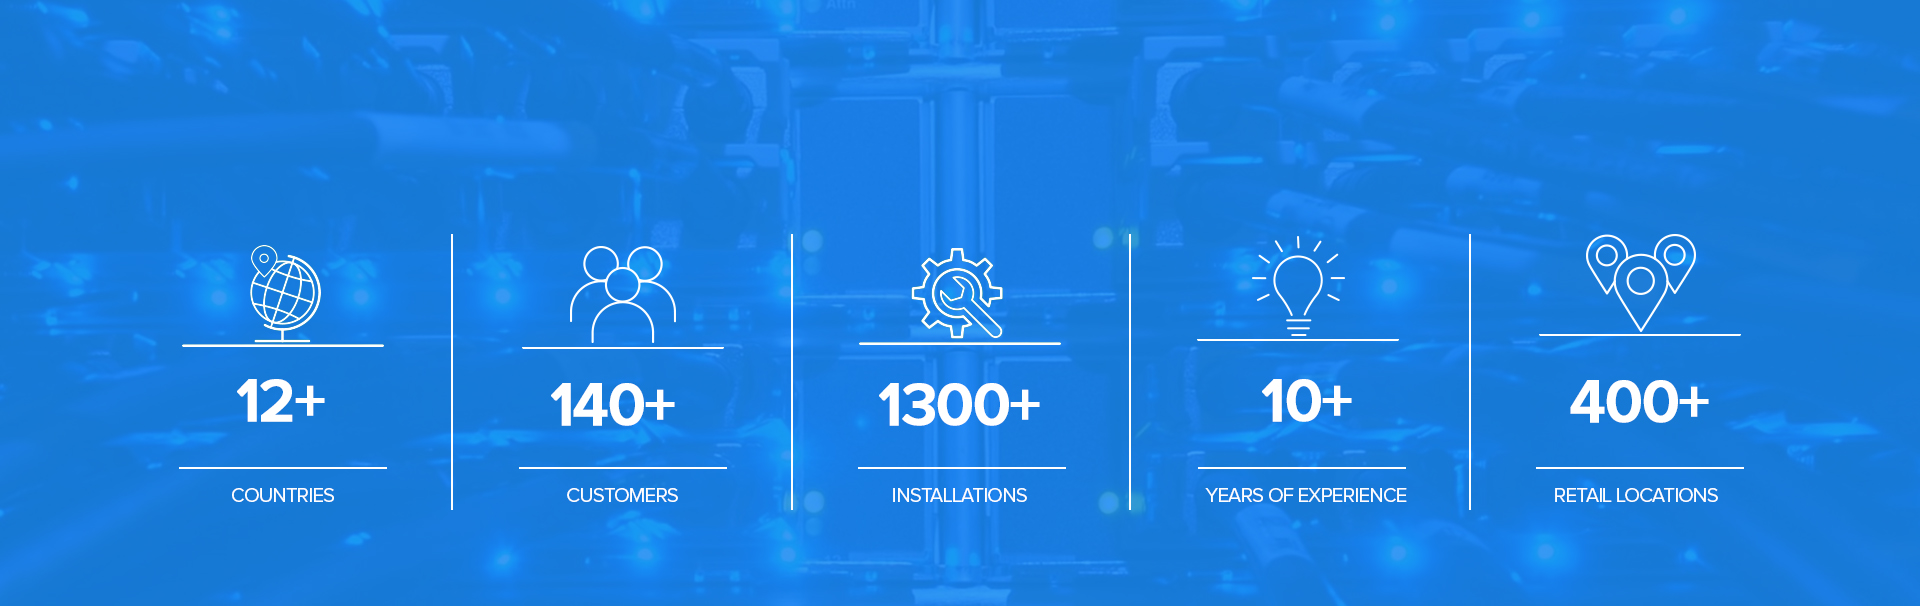 12+
COUNTRIES
140+
CUSTOMERS
1300+
INSTALLATIONS
10+
YEARS OF EXPERIENCE
400+
RETAIL LOCATIONS